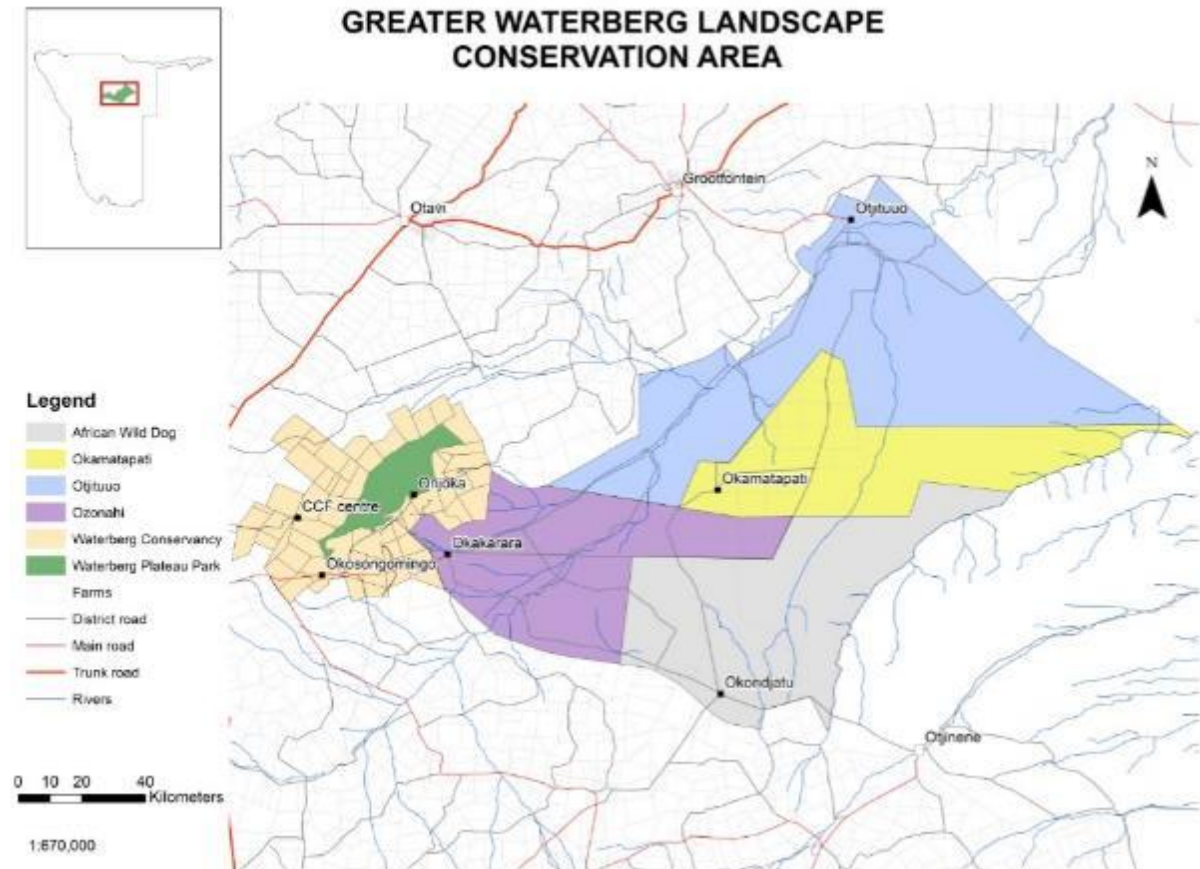 GREATER WATERBERG LANDSCAPE
CONSERVATION AREA
N
Grootfontein
Otavi
Otjituuo
Legend
African Wild Dog
Okamatapati
Otjituuo
Ozonahi
Waterberg Conservancy
Waterberg Plateau Park
Farms
District road
Main road
Trunk road
Rivers
Onjoka
Okamatapati
CCF centre
Okakarara
Okosongomingo
Okondjatu
Otjinene
0 10 20 40
Kilometers
1:670,000